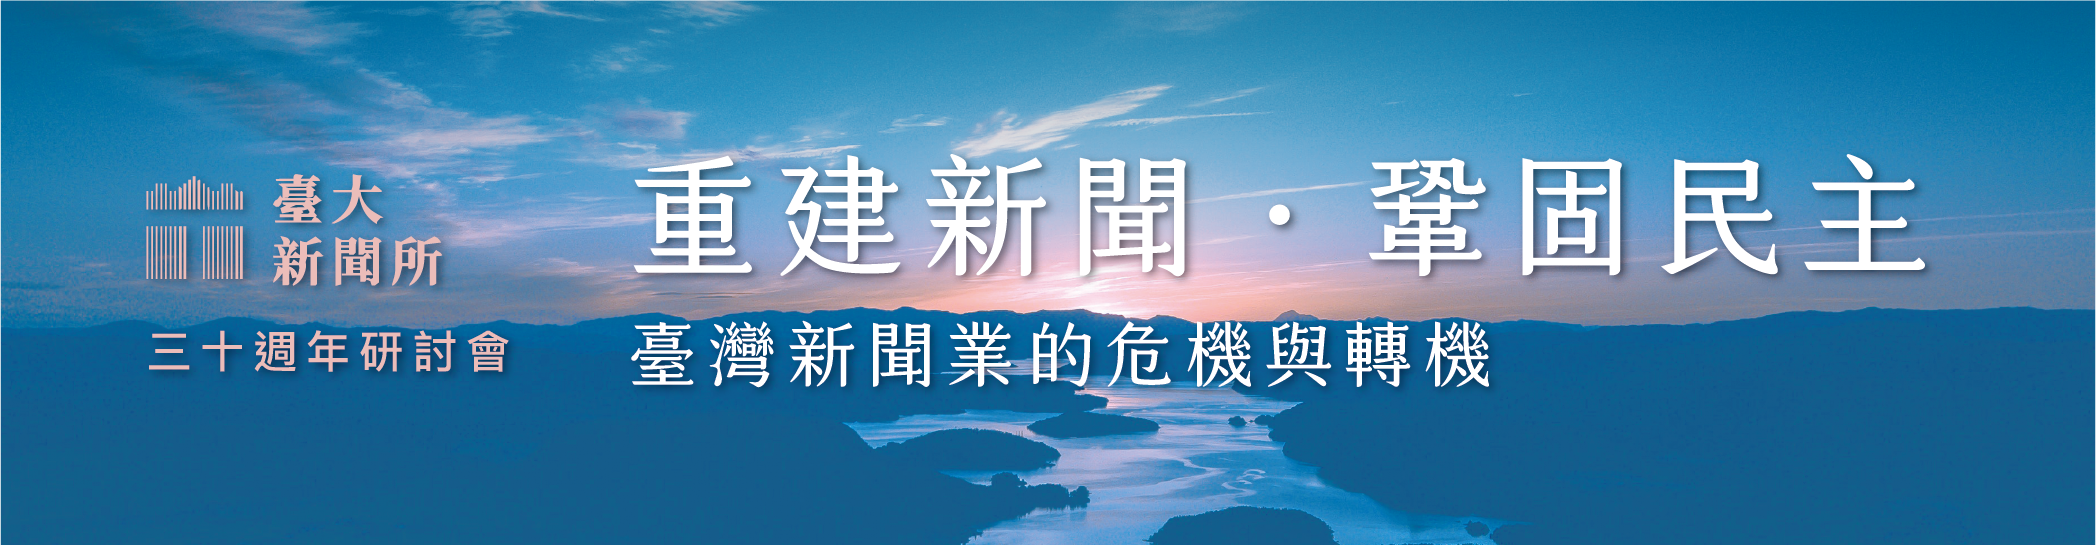 臺大
新聞所
三十週年研討會
重建新聞・鞏固民主
臺灣新聞業的危機與轉機